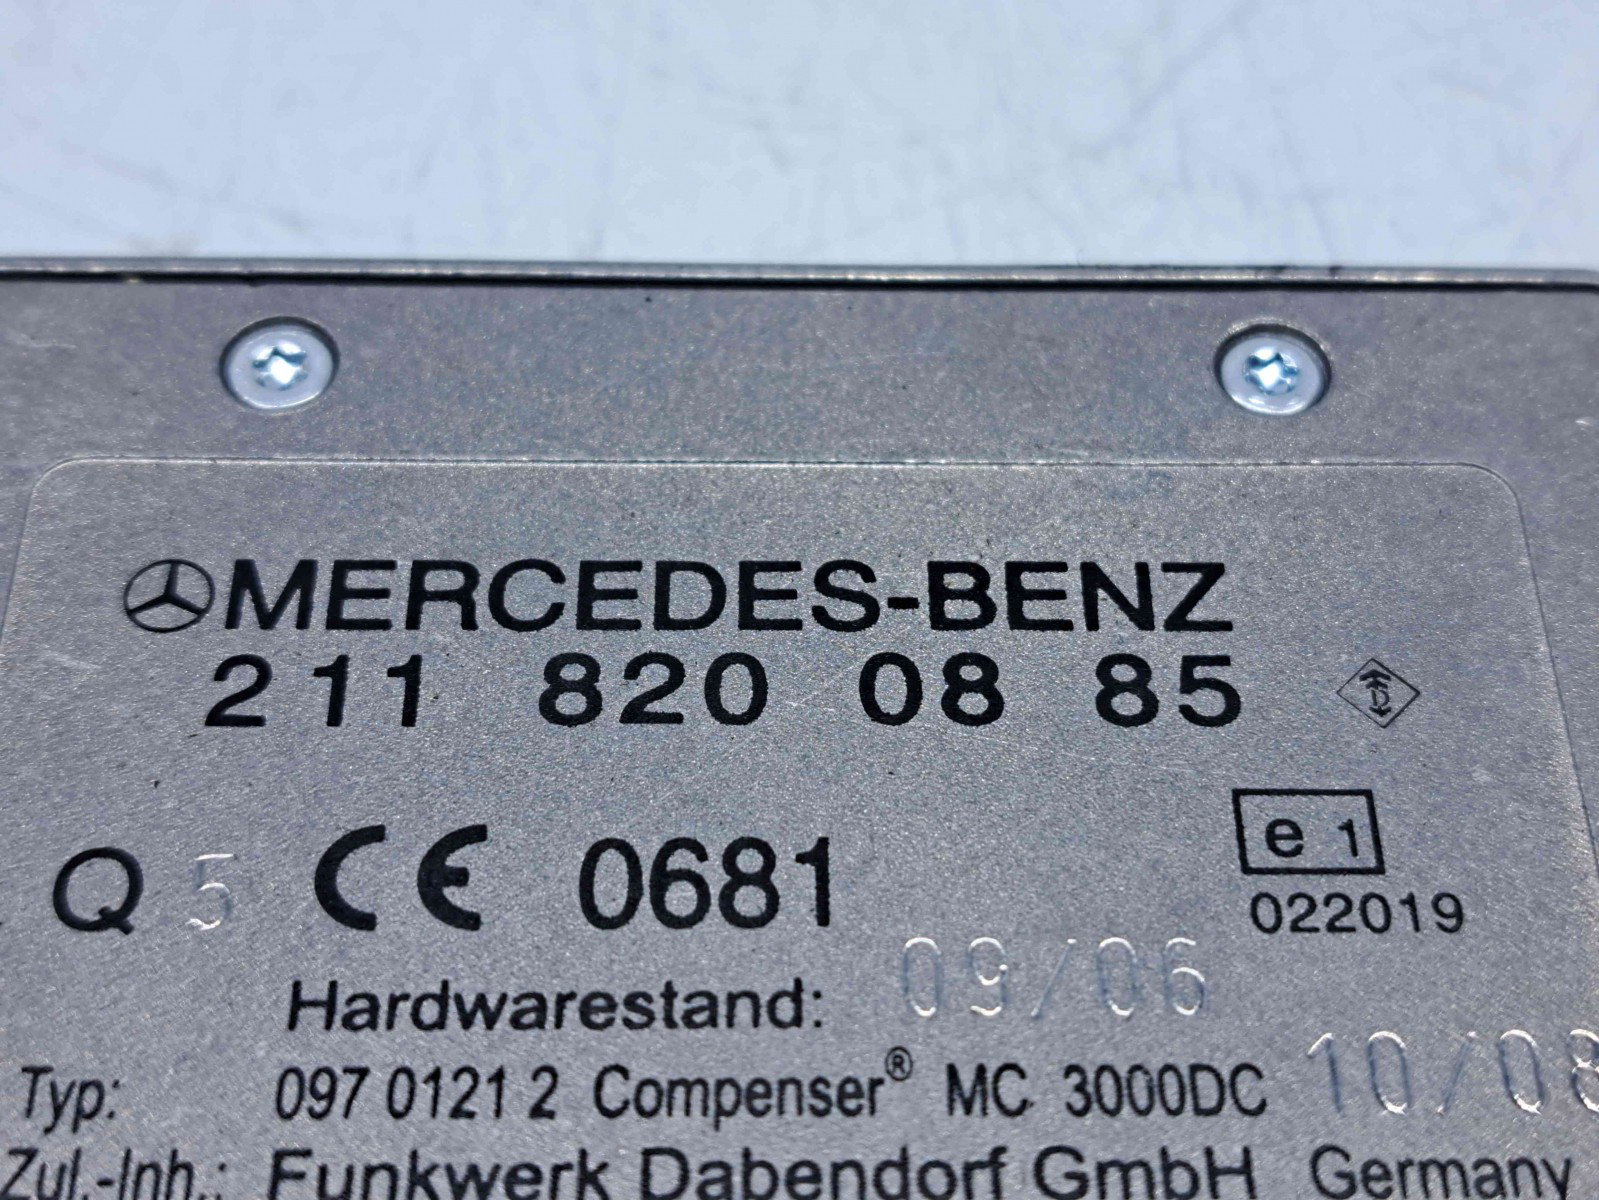 MERCEDES-BENZ
211 820 08 85
Q 5 CE 0681
e 1
022019
Hardwarestand: 09/06
Typ: 097 0121 2 Compenser® MC 3000DC 10/08
Zul.-Inh.: Funkwerk Dabendorf GmbH Germany